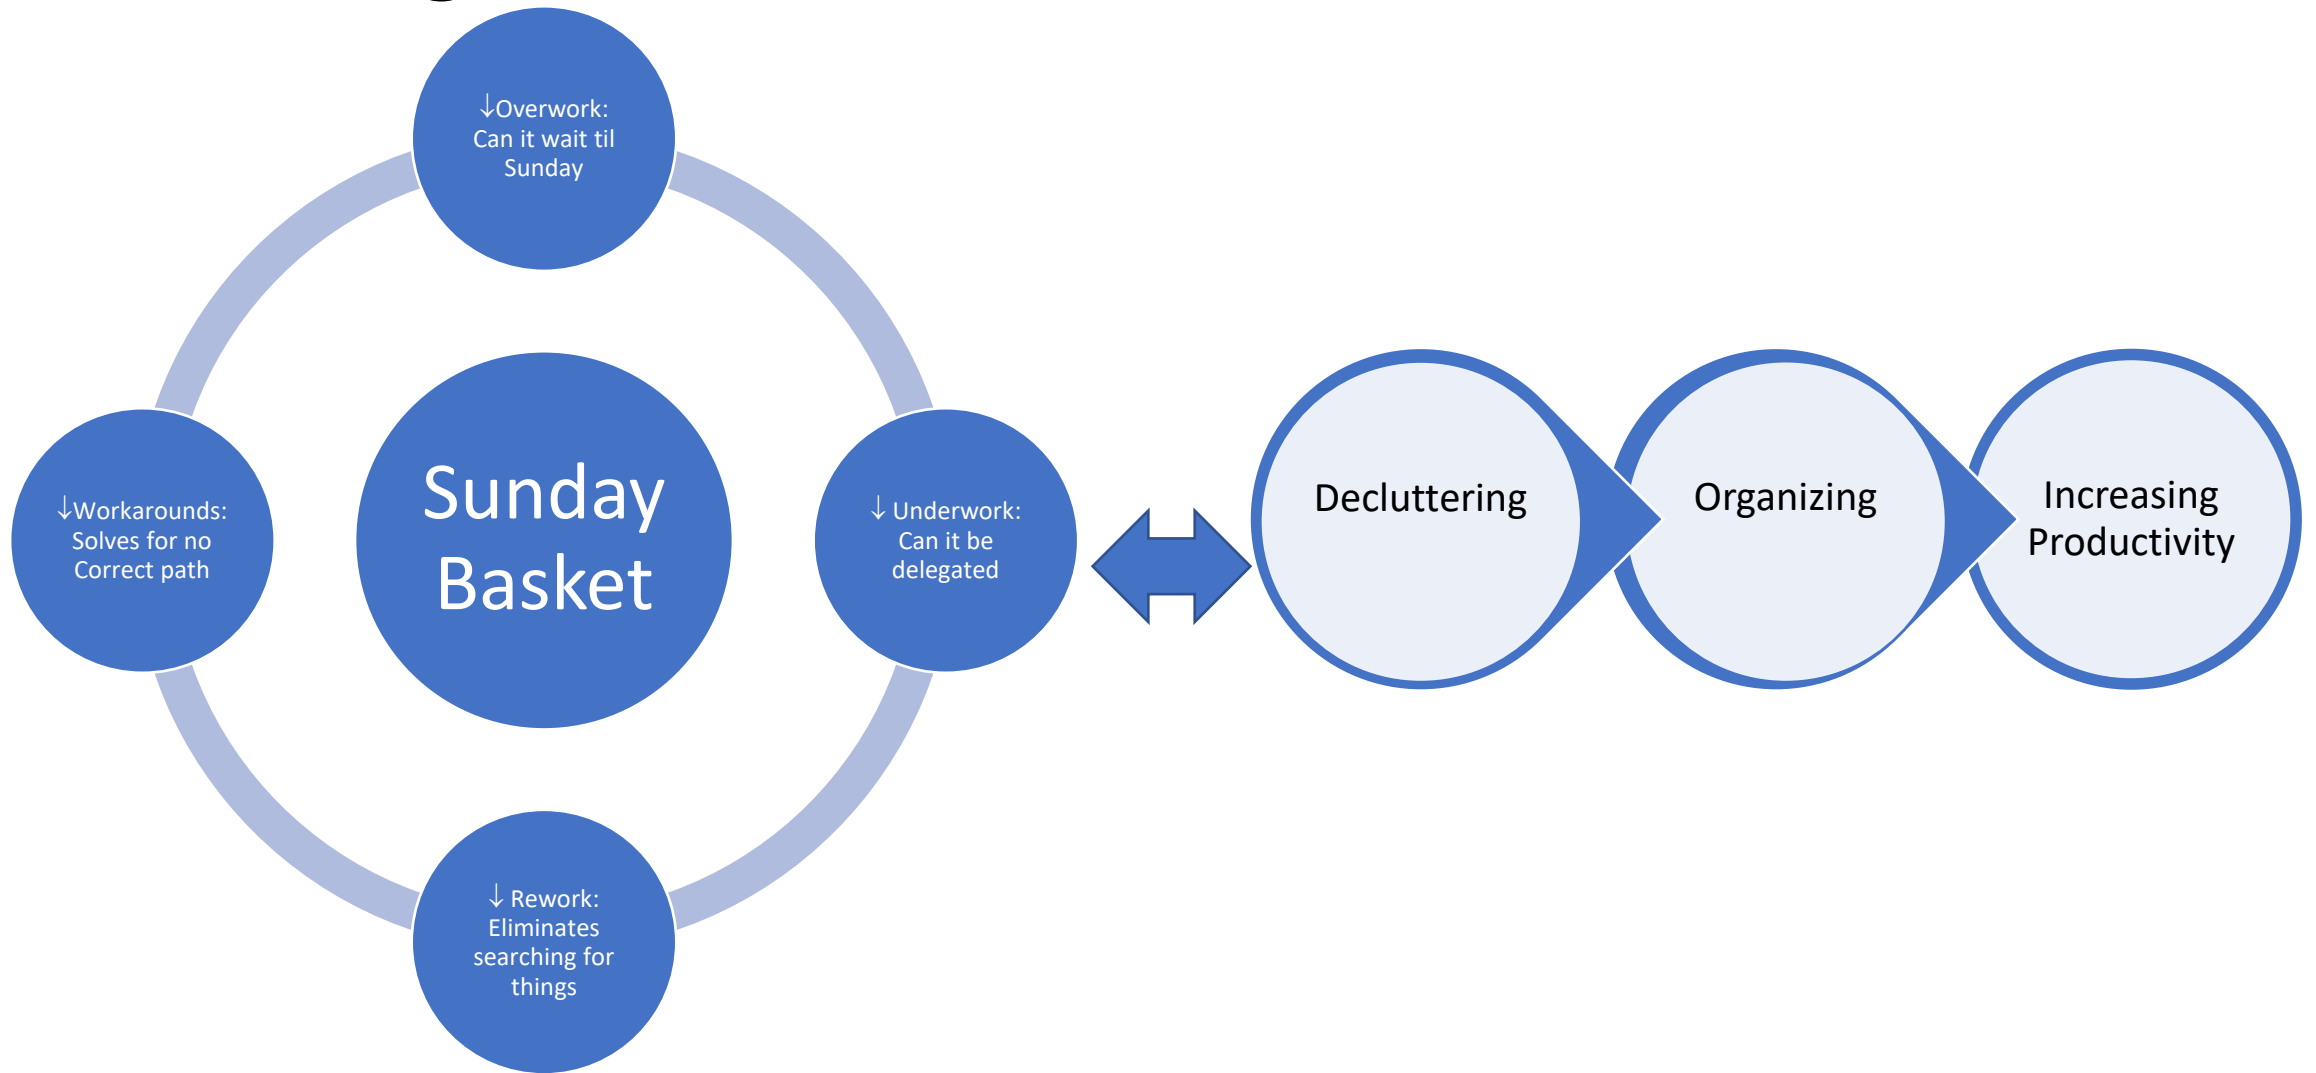 ↓Overwork:
Can it wait til
Sunday
↓Workarounds:
Solves for no
Correct path
Sunday
Basket
↓ Underwork:
Can it be
delegated
↓ Rework:
Eliminates
searching for
things
Decluttering
Organizing
Increasing
Productivity